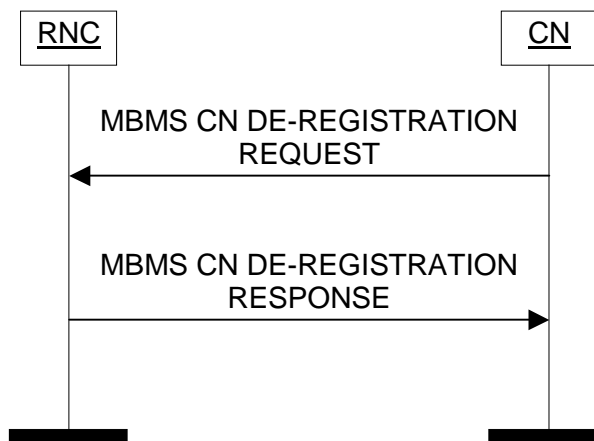 RNC
CN
MBMS CN DE-REGISTRATION
REQUEST
MBMS CN DE-REGISTRATION
RESPONSE